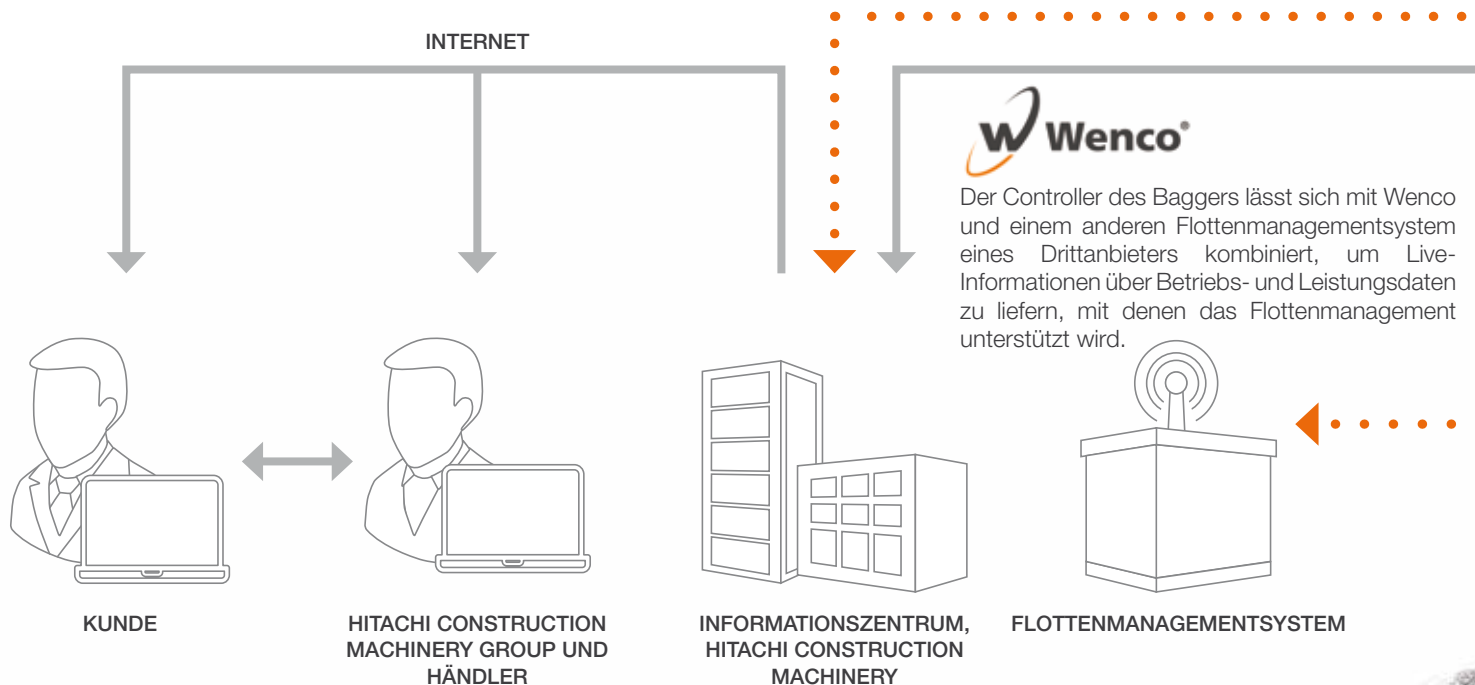 INTERNET
Wenco®
Der Controller des Baggers lässt sich mit Wenco
und einem anderen Flottenmanagementsystem
eines Drittanbieters kombiniert, um Live-
Informationen über Betriebs- und Leistungsdaten
zu liefern, mit denen das Flottenmanagement
unterstützt wird.
KUNDE
HITACHI CONSTRUCTION
MACHINERY GROUP UND
HÄNDLER
INFORMATIONSZENTRUM,
HITACHI CONSTRUCTION
MACHINERY
FLOTTENMANAGEMENTSYSTEM